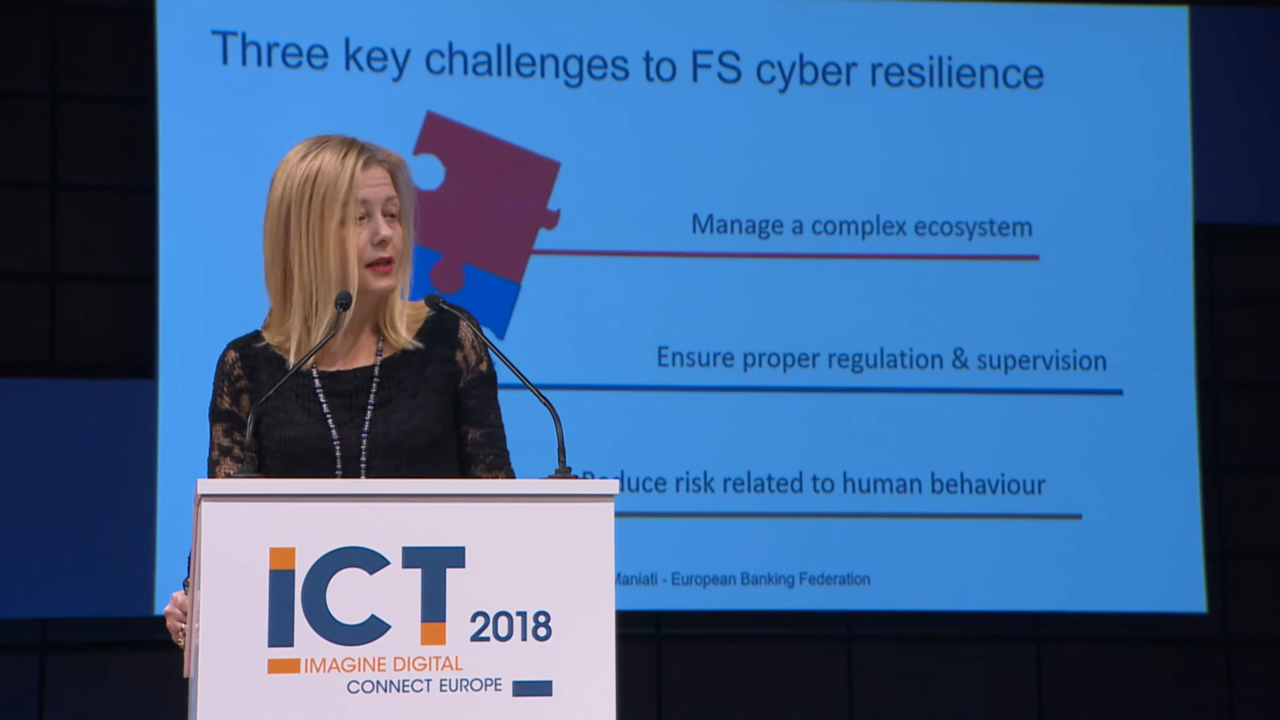 Three key challenges to FS cyber resilience
Manage a complex ecosystem
Ensure proper regulation & supervision
Reduce risk related to human behaviour
Maniati - European Banking Federation
iCT 2018
IMAGINE DIGITAL
CONNECT EUROPE